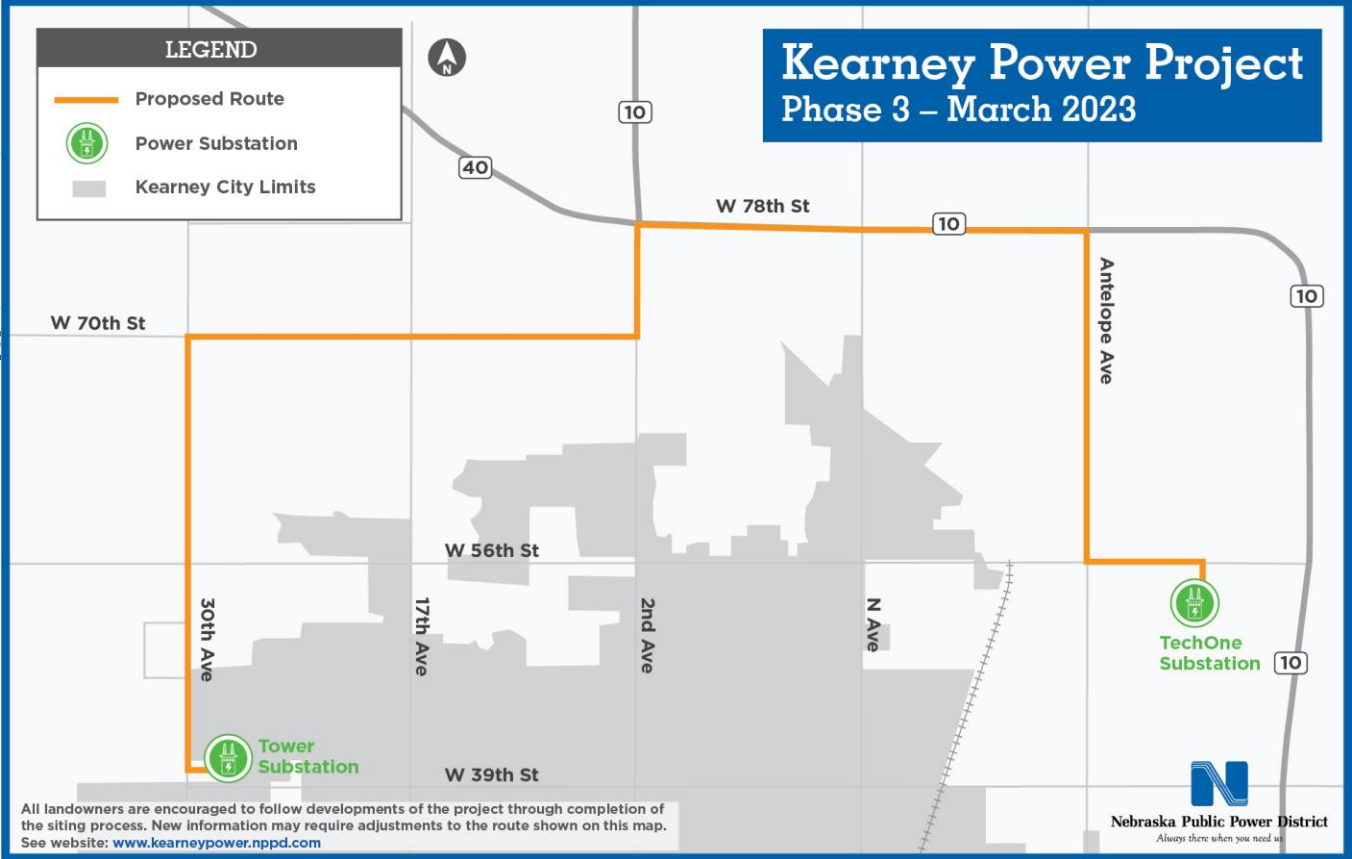 LEGEND
Proposed Route
Power Substation
Kearney City Limits
N
Kearney Power Project
Phase 3 – March 2023
10
40
W 78th St
10
10
W 70th St
Antelope Ave
W 56th St
30th Ave
17th Ave
2nd Ave
N Ave
TechOne
Substation
10
Tower
Substation
W 39th St
All landowners are encouraged to follow developments of the project through completion of
the siting process. New information may require adjustments to the route shown on this map.
See website: www.kearneypower.nppd.com
N
Nebraska Public Power District
Always there when you need us